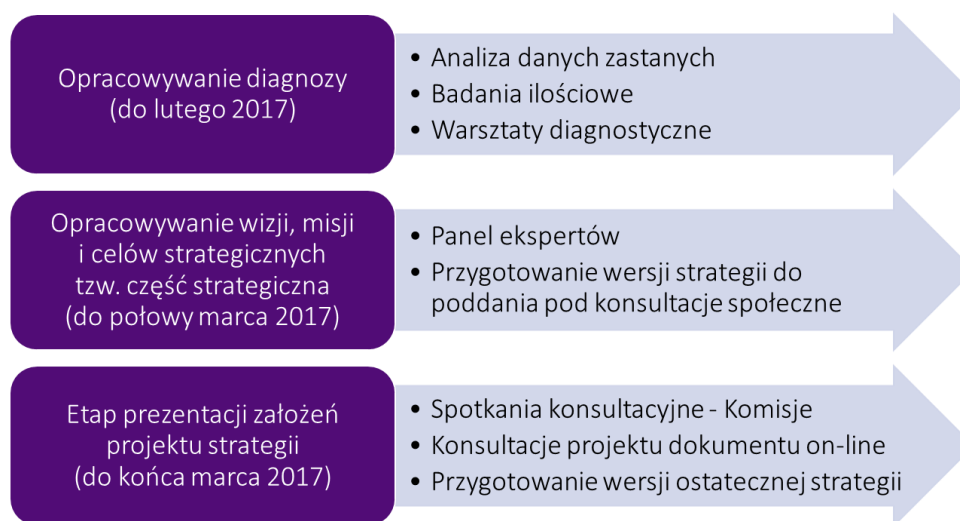 Opracowywanie diagnozy
(do lutego 2017)
• Analiza danych zastanych
• Badania ilościowe
• Warsztaty diagnostyczne
Opracowywanie wizji, misji
i celów strategicznych
tzw. część strategiczna
(do połowy marca 2017)
• Panel ekspertów
• Przygotowanie wersji strategii do
poddania pod konsultacje społeczne
Etap prezentacji założeń
projektu strategii
(do końca marca 2017)
• Spotkania konsultacyjne - Komisje
• Konsultacje projektu dokumentu on-line
• Przygotowanie wersji ostatecznej strategii